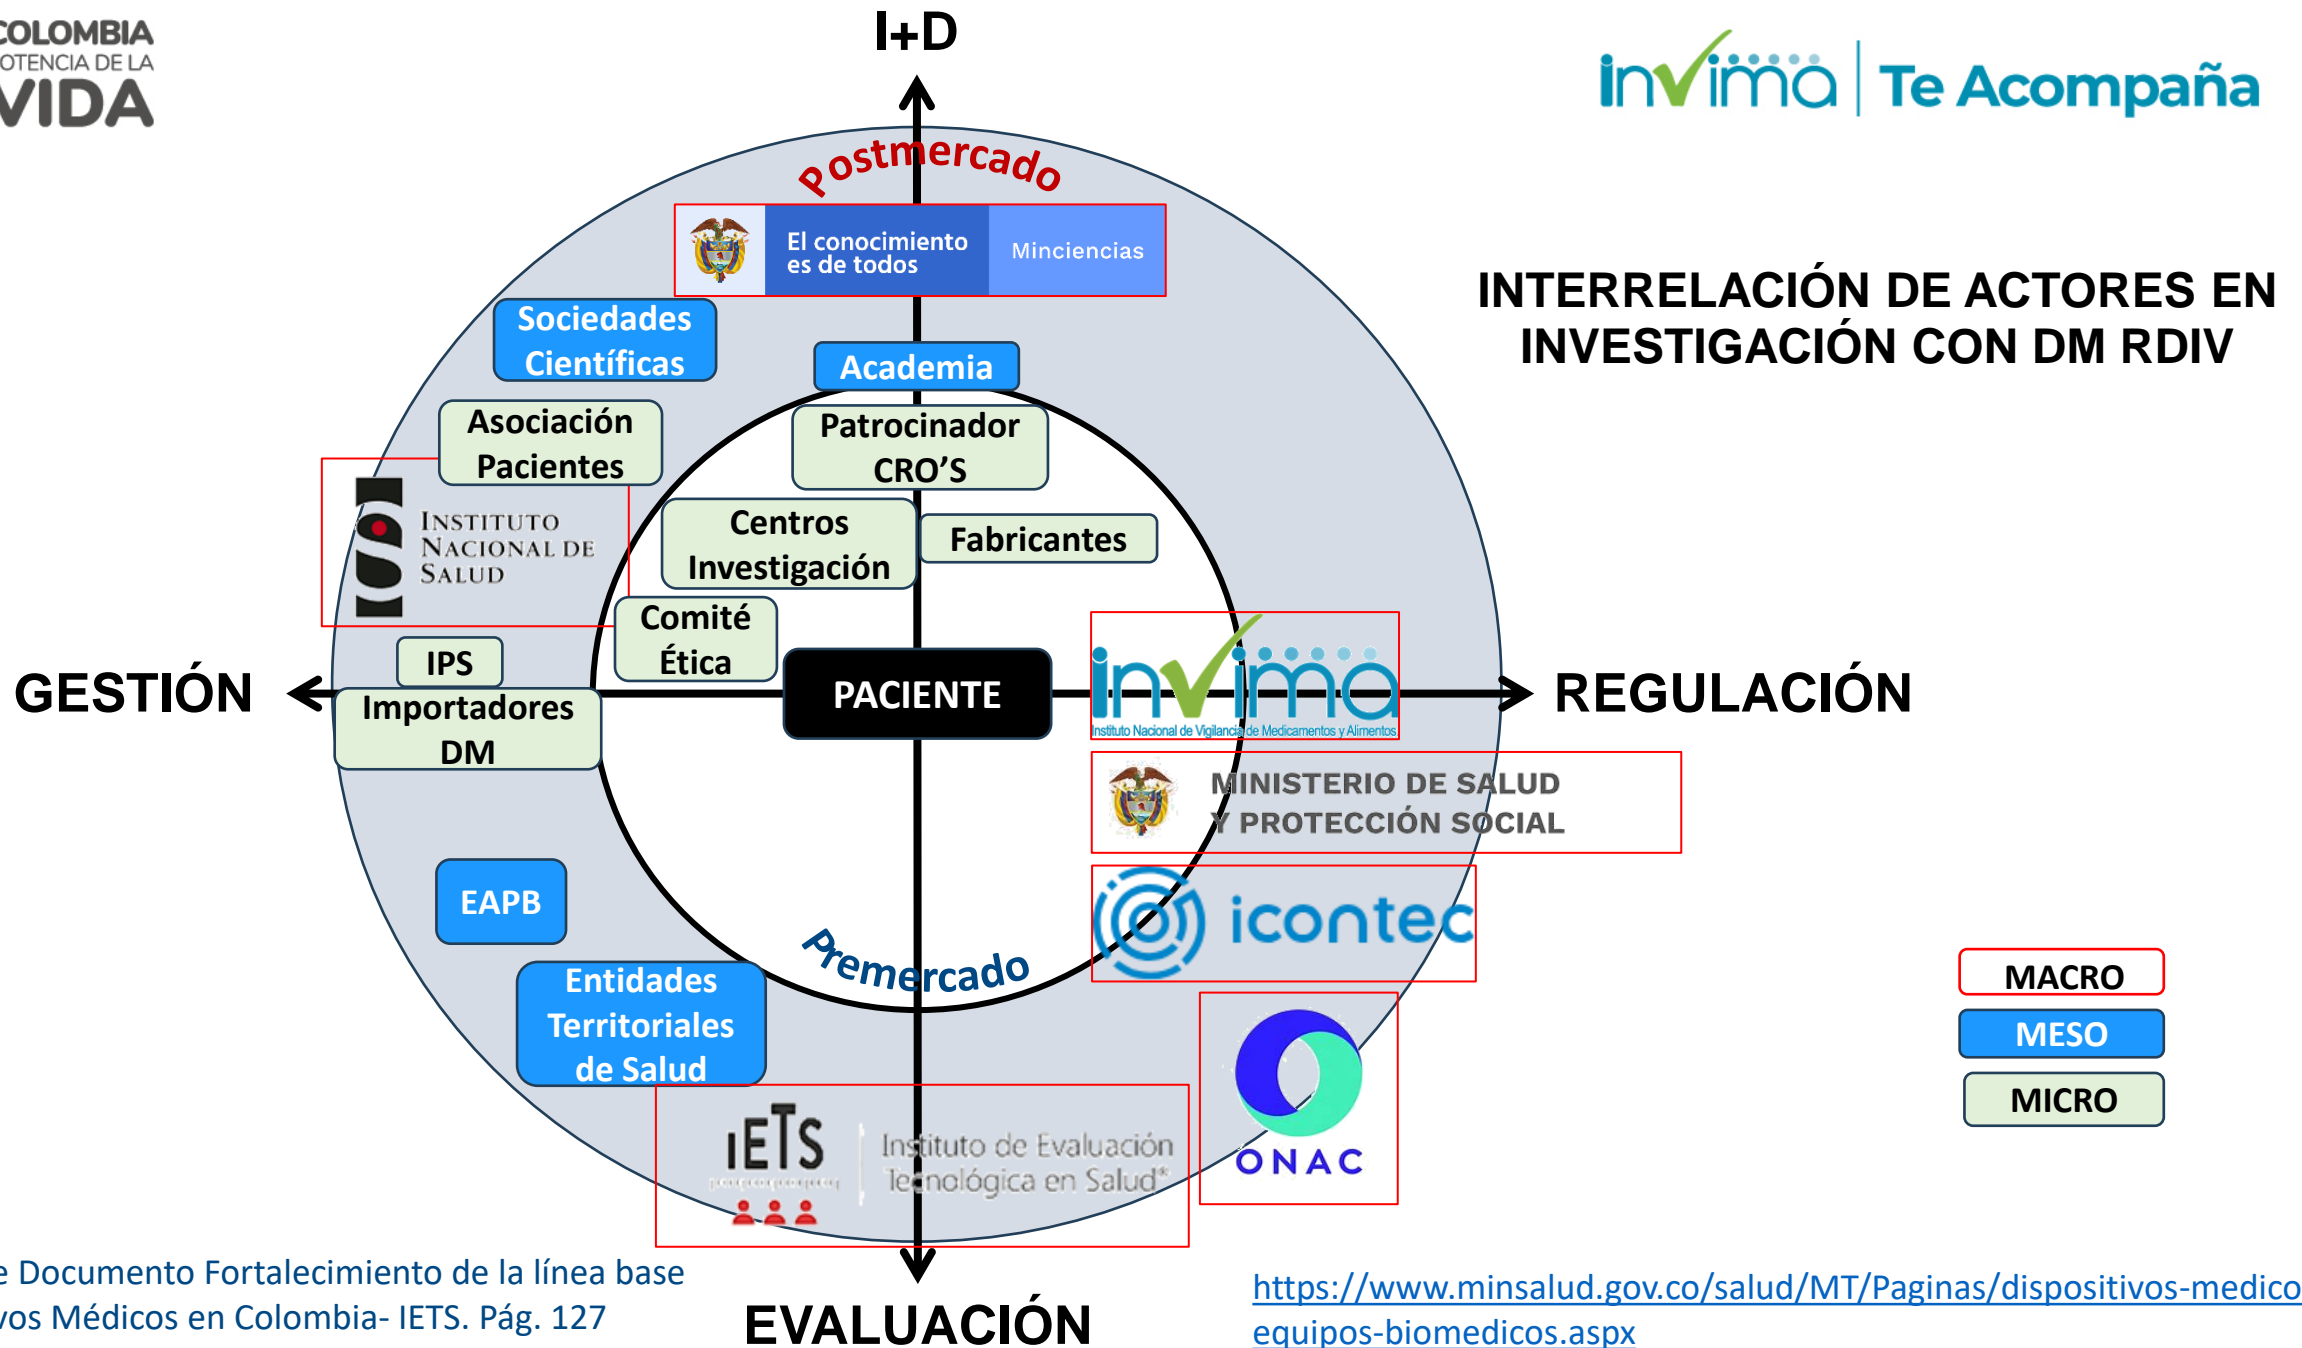 COLOMBIA
POTENCIA DE LA
VIDA
I+D
invima | Te Acompaña
Postmercado
El conocimiento
es de todos
Minciencias
INTERRELACIÓN DE ACTORES EN
INVESTIGACIÓN CON DM RDIV
Sociedades
Científicas
Academia
Asociación
Pacientes
Patrocinador
CRO'S
INSTITUTO
NACIONAL DE
SALUD
Centros
Investigación
Fabricantes
Comité
Ética
IPS
GESTIÓN
Importadores
DM
PACIENTE
invima
Instituto Nacional de Vigilancia de Medicamentos y Alimentos
REGULACIÓN
MINISTERIO DE SALUD
Y PROTECCIÓN SOCIAL
EAPB
icontec
Premercado
Entidades
Territoriales
de Salud
MACRO
MESO
MICRO
IETS
Instituto de Evaluación
Tecnológica en Salud®
ONAC
e Documento Fortalecimiento de la línea base
vos Médicos en Colombia- IETS. Pág. 127
EVALUACIÓN
https://www.minsalud.gov.co/salud/MT/Paginas/dispositivos-medico
equipos-biomedicos.aspx